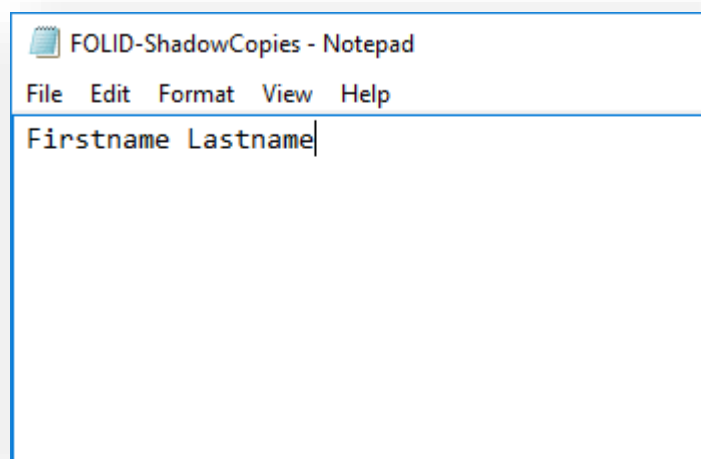 FOLID-ShadowCopies - Notepad
File Edit Format View Help
Firstname Lastname